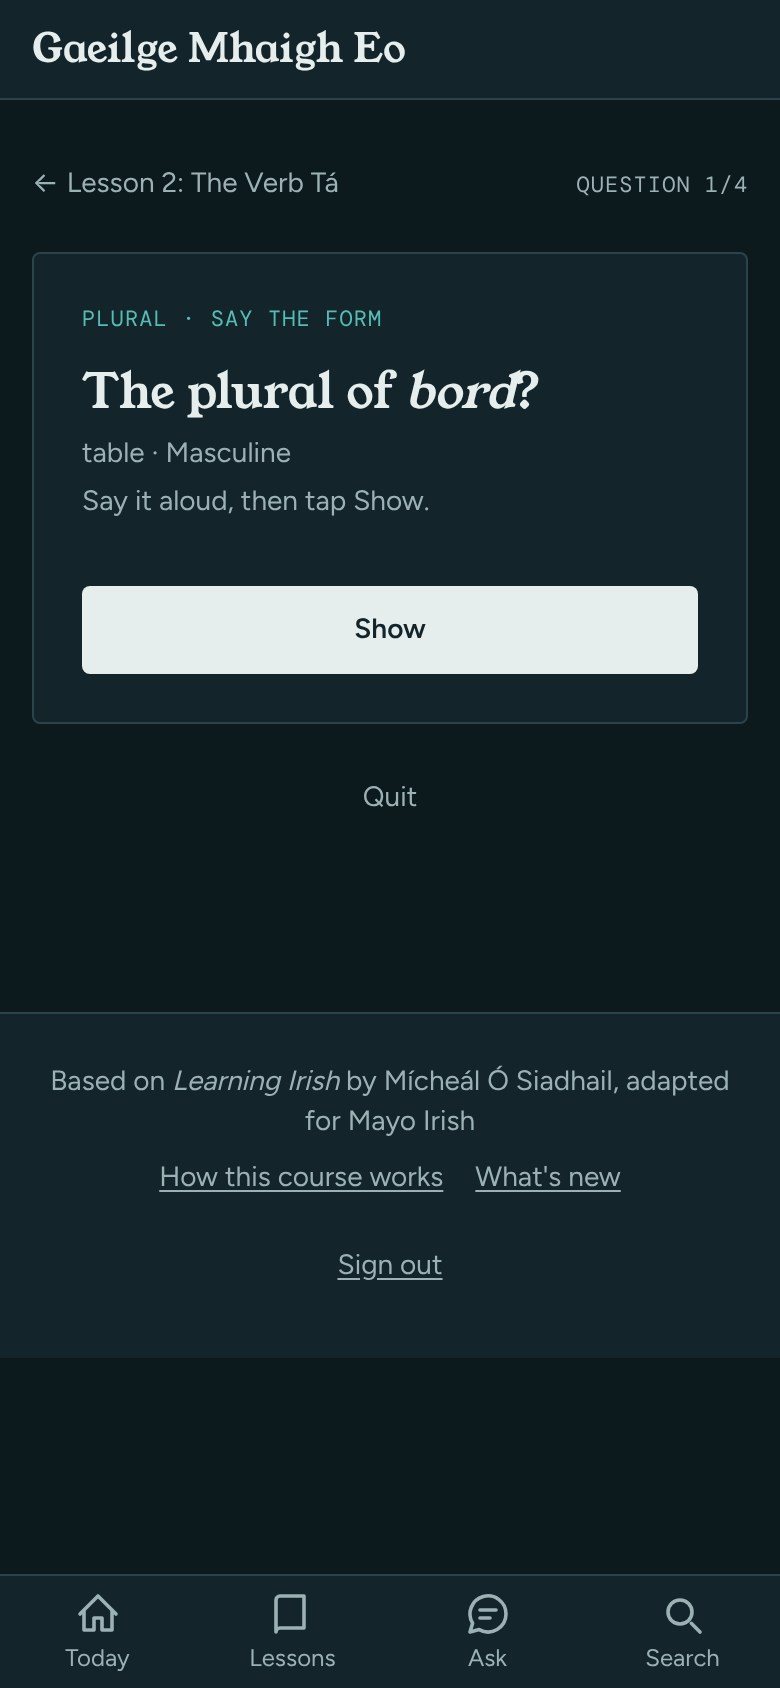 Gaeilge Mhaigh Eo
← Lesson 2: The Verb Tá
QUESTION 1/4
PLURAL · SAY THE FORM
The plural of bord?
table · Masculine
Say it aloud, then tap Show.
Show
Quit
Based on Learning Irish by Mícheál Ó Siadhail, adapted
for Mayo Irish
How this course works What's new
Sign out
Today Lessons Ask Search